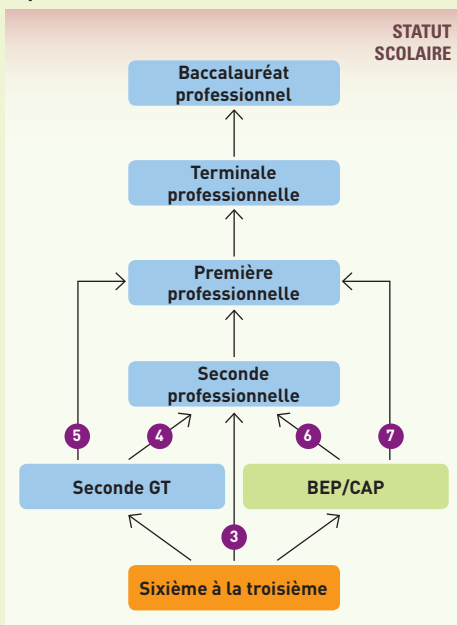 STATUT
SCOLAIRE
Baccalauréat
professionnel
Terminale
professionnelle
Première
professionnelle
Seconde
professionnelle
5
4
6
7
Seconde GT
BEP/CAP
3
Sixième à la troisième